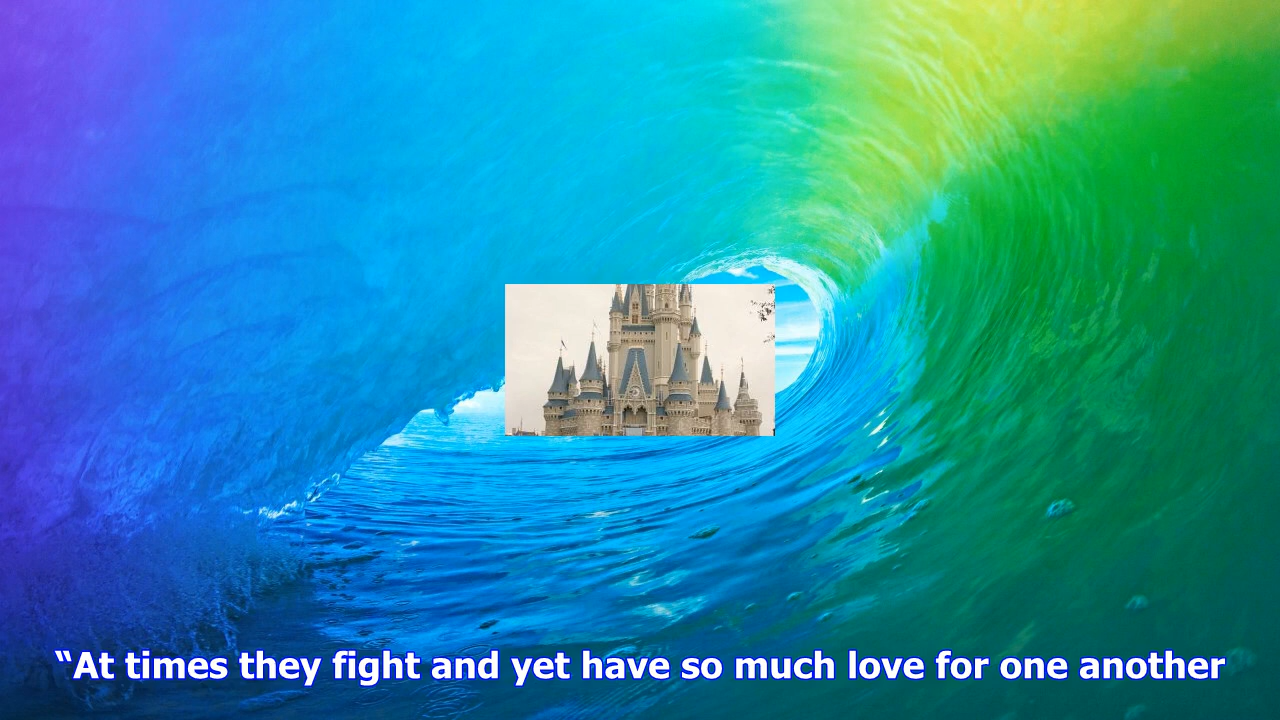 “At times they fight and yet have so much love for one another